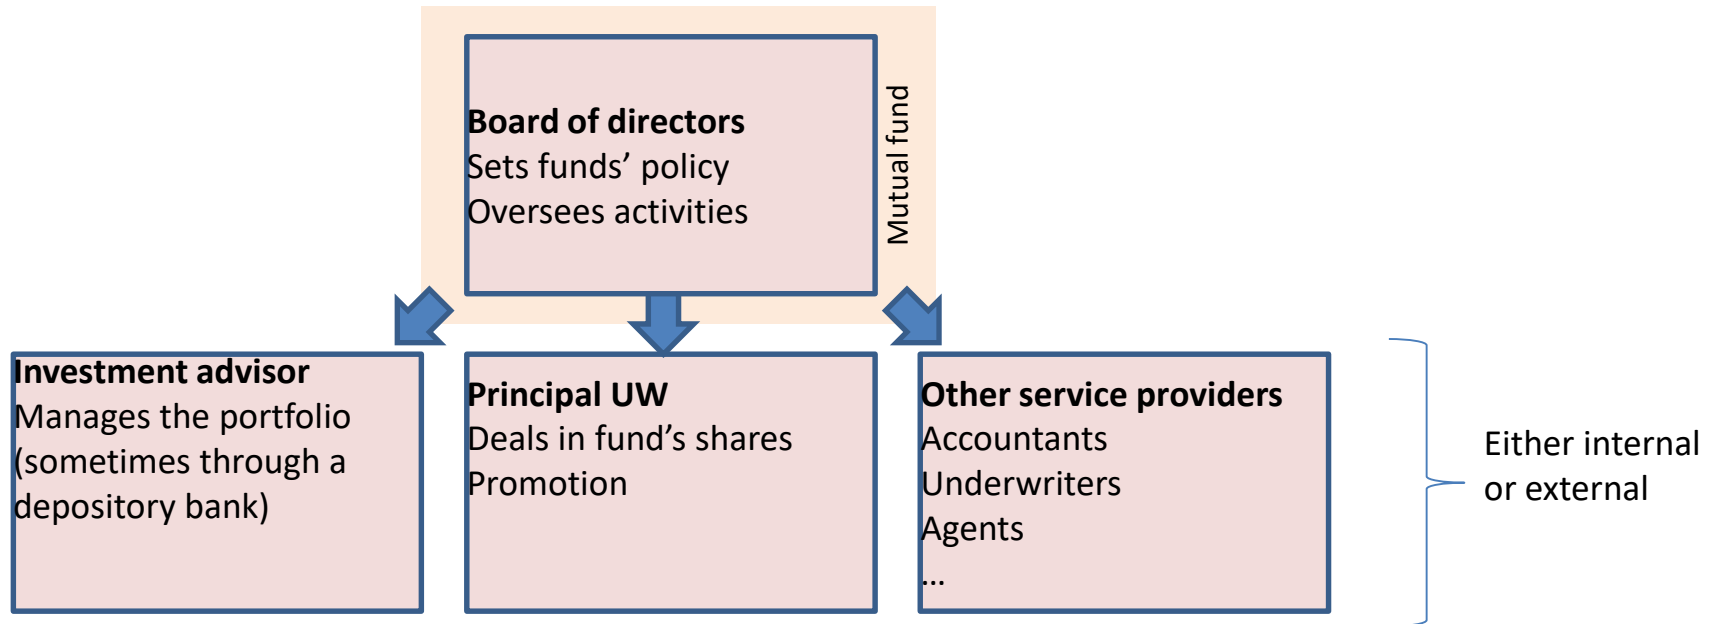 Board of directors
Sets funds’ policy
Oversees activities
Mutual fund
Investment advisor
Manages the portfolio
(sometimes through a
depository bank)
Principal UW
Deals in fund’s shares
Promotion
Other service providers
Accountants
Underwriters
Agents
…
Either internal
or external